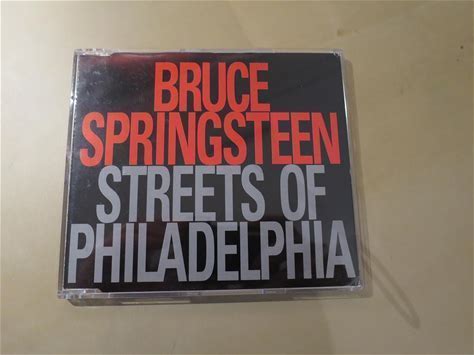 BRUCE
SPRINGSTEEN
STREETS OF
PHILADELPHIA